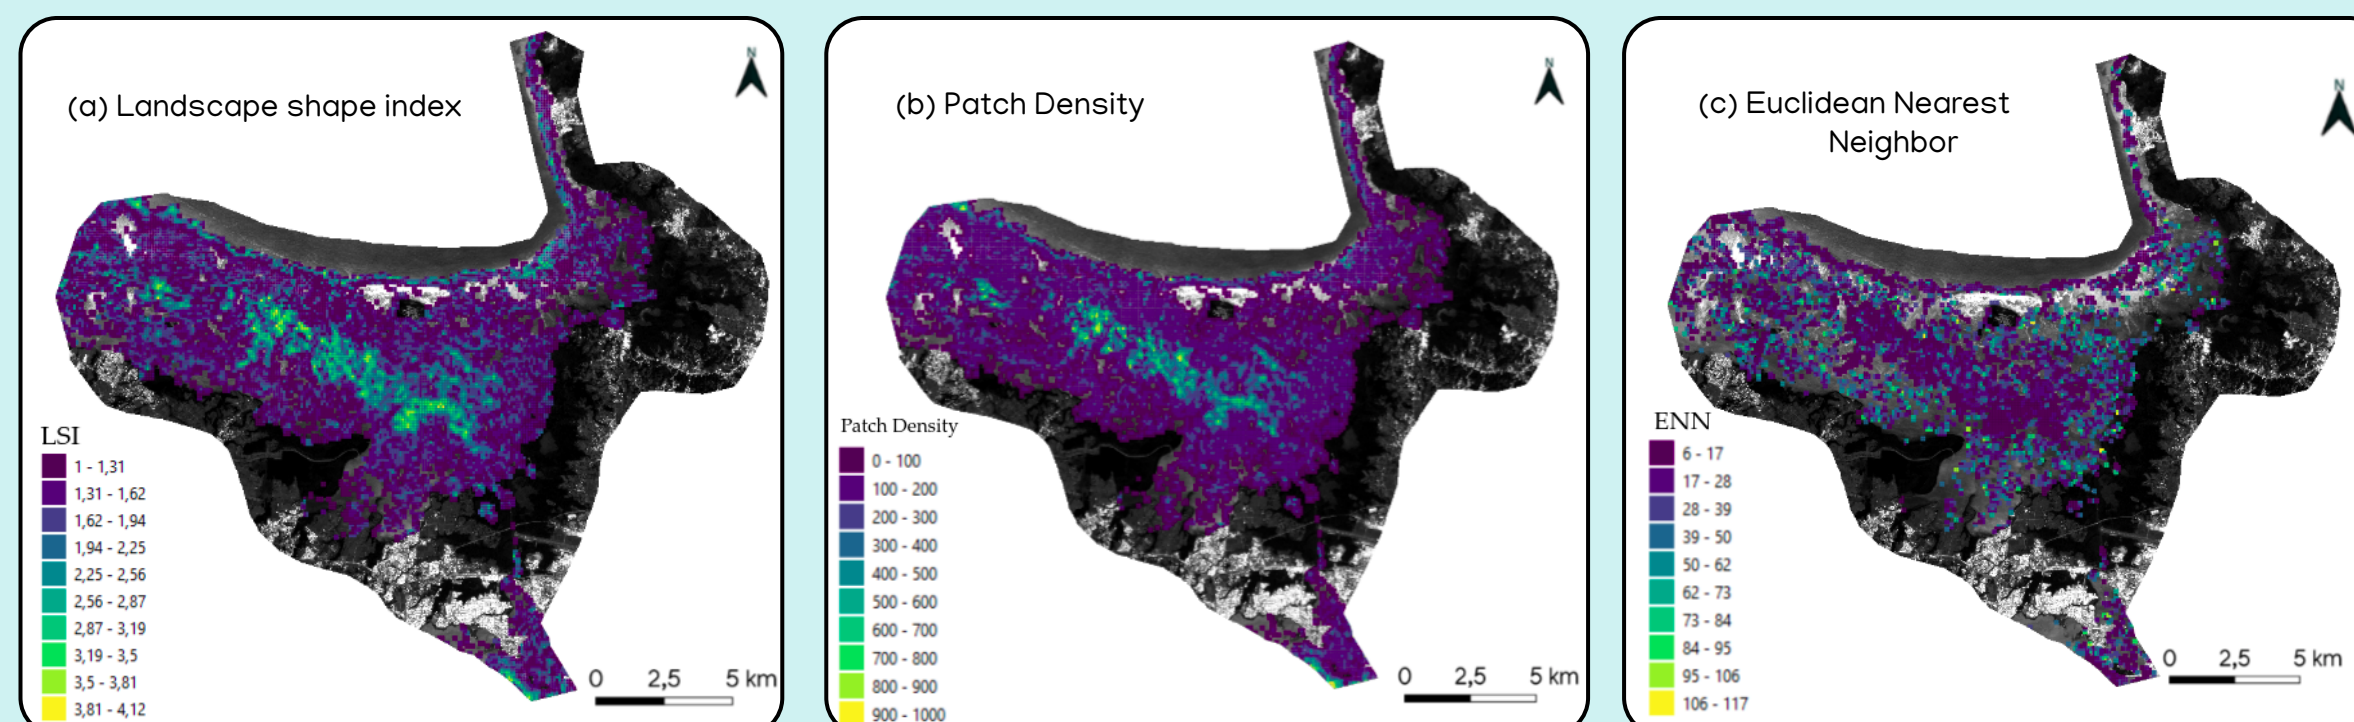 (a) Landscape shape index
N
LSI
1 - 1,31
1,31 - 1,62
1,62 - 1,94
1,94 - 2,25
2,25 - 2,56
2,56 - 2,87
2,87 - 3,19
3,19 - 3,5
3,5 - 3,81
3,81 - 4,12
0 2,5 5 km
(b) Patch Density
N
Patch Density
0 - 100
100 - 200
200 - 300
300 - 400
400 - 500
500 - 600
600 - 700
700 - 800
800 - 900
900 - 1000
0 2,5 5 km
(c) Euclidean Nearest
Neighbor
N
ENN
6 - 17
17 - 28
28 - 39
39 - 50
50 - 62
62 - 73
73 - 84
84 - 95
95 - 106
106 - 117
0 2,5 5 km